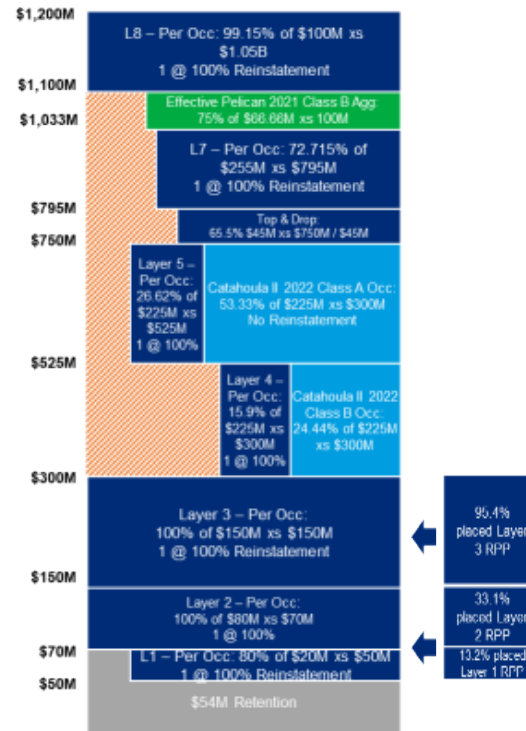 $1,200M
L8 – Per Occ: 99.15% of $100M xs
$1.05B
1 @ 100% Reinstatement
$1,100M
Effective Pelican 2021 Class B Agg:
75% of $66.66M xs 100M
$1,033M
L7 – Per Occ: 72.715% of
$255M xs $795M
1 @ 100% Reinstatement
$795M
Top & Drop:
65.5% $45M xs $750M / $45M
$750M
Layer 5 –
Per Occ:
26.62% of
$225M xs
$525M
1 @ 100%
Catahoula II 2022 Class A Occ:
53.33% of $225M xs $300M
No Reinstatement
$525M
Layer 4 –
Per Occ:
15.9% of
$225M xs
$300M
1 @ 100%
Catahoula II 2022
Class B Occ:
24.44% of $225M
xs $300M
$300M
Layer 3 – Per Occ:
100% of $150M xs $150M
1 @ 100% Reinstatement
95.4%
placed Layer
3 RPP
$150M
Layer 2 – Per Occ:
100% of $80M xs $70M
1 @ 100%
33.1%
placed Layer
2 RPP
$70M
L1 – Per Occ: 80% of $20M xs $50M
1 @ 100% Reinstatement
13.2% placed
Layer 1 RPP
$50M
$54M Retention